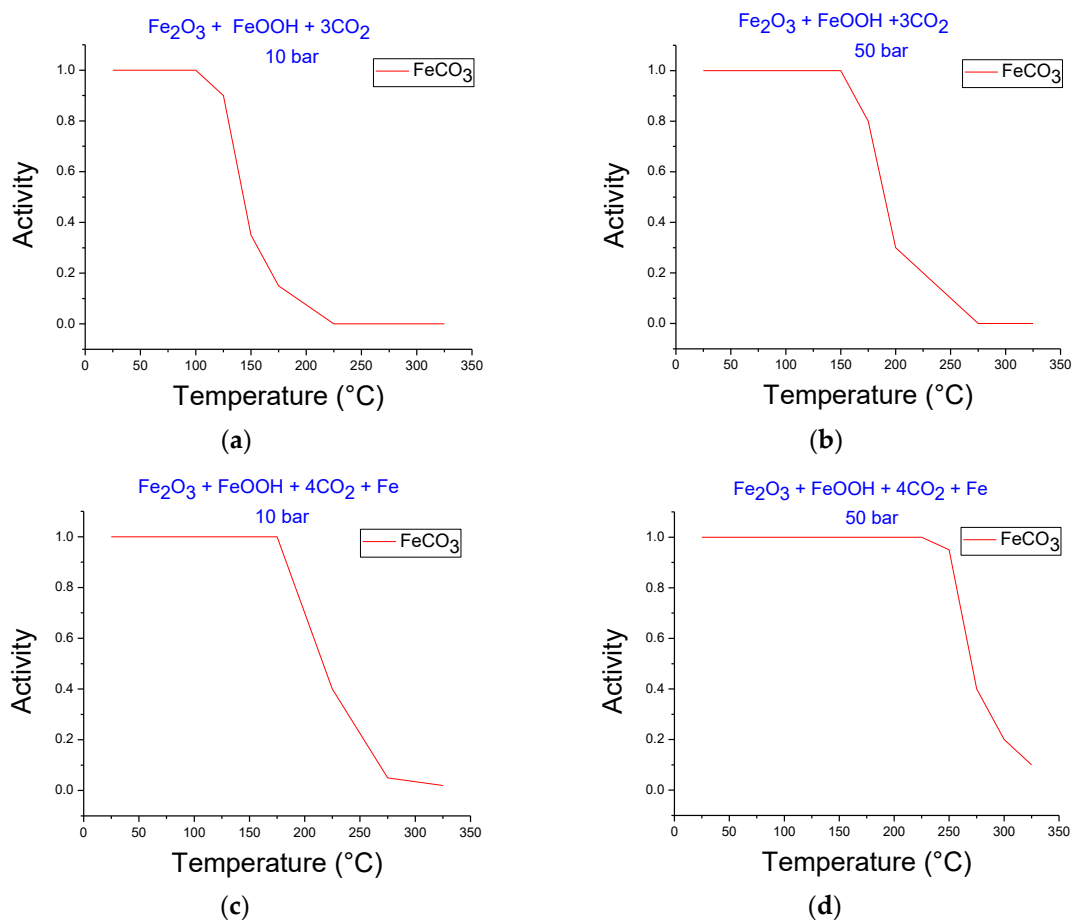 Fe₂O₃ + FeOOH + 3CO₂
10 bar
FeCO₃
1.0
0.8
0.6
0.4
0.2
0.0
Activity
0 50 100 150 200 250 300 350
Temperature (°C)
(a)
Fe₂O₃ + FeOOH +3CO₂
50 bar
FeCO₃
1.0
0.8
0.6
0.4
0.2
0.0
Activity
0 50 100 150 200 250 300 350
Temperature (°C)
(b)
Fe₂O₃ + FeOOH + 4CO₂ + Fe
10 bar
FeCO₃
1.0
0.8
0.6
0.4
0.2
0.0
Activity
0 50 100 150 200 250 300 350
Temperature (°C)
(c)
Fe₂O₃ + FeOOH + 4CO₂ + Fe
50 bar
FeCO₃
1.0
0.8
0.6
0.4
0.2
0.0
Activity
0 50 100 150 200 250 300 350
Temperature (°C)
(d)